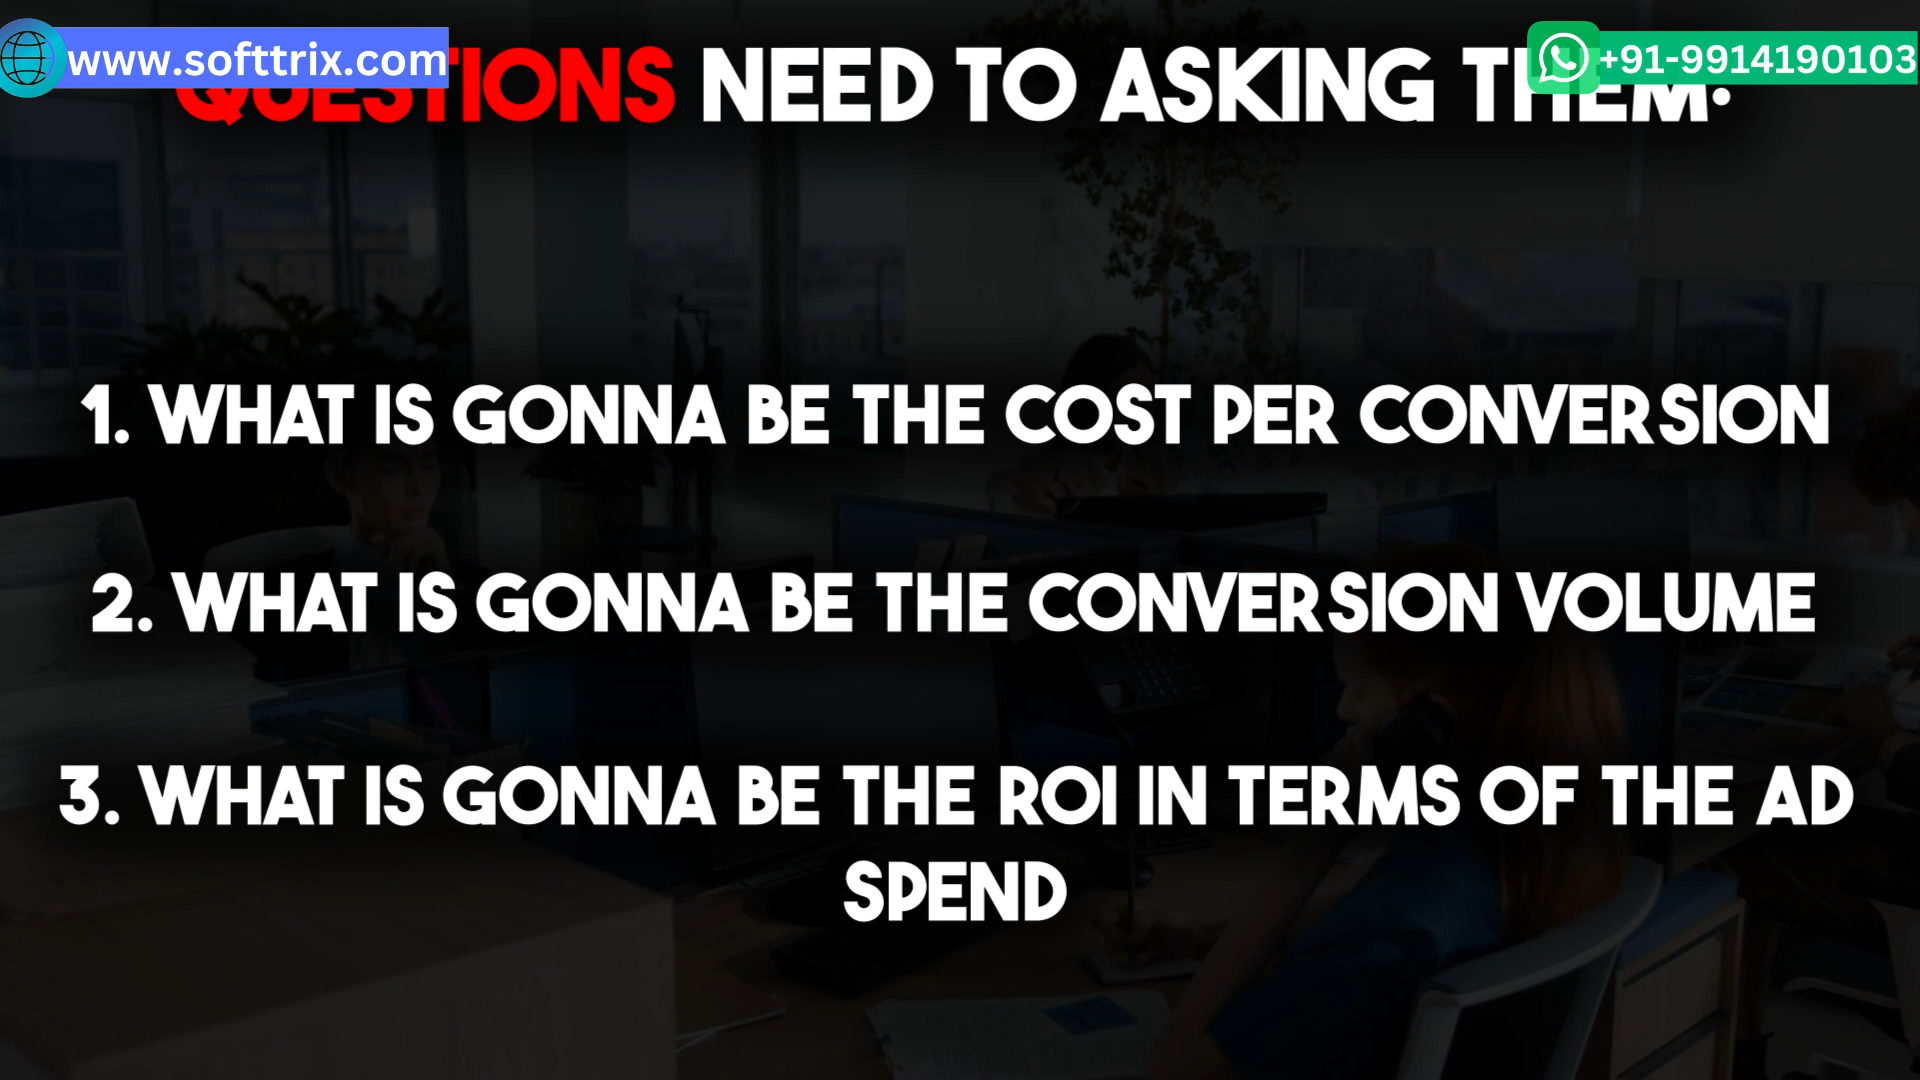 www.softtrix.com
+91-9914190103
QUESTIONS NEED TO ASKING THEM:
1. WHAT IS GONNA BE THE COST PER CONVERSION
2. WHAT IS GONNA BE THE CONVERSION VOLUME
3. WHAT IS GONNA BE THE ROI IN TERMS OF THE AD
SPEND